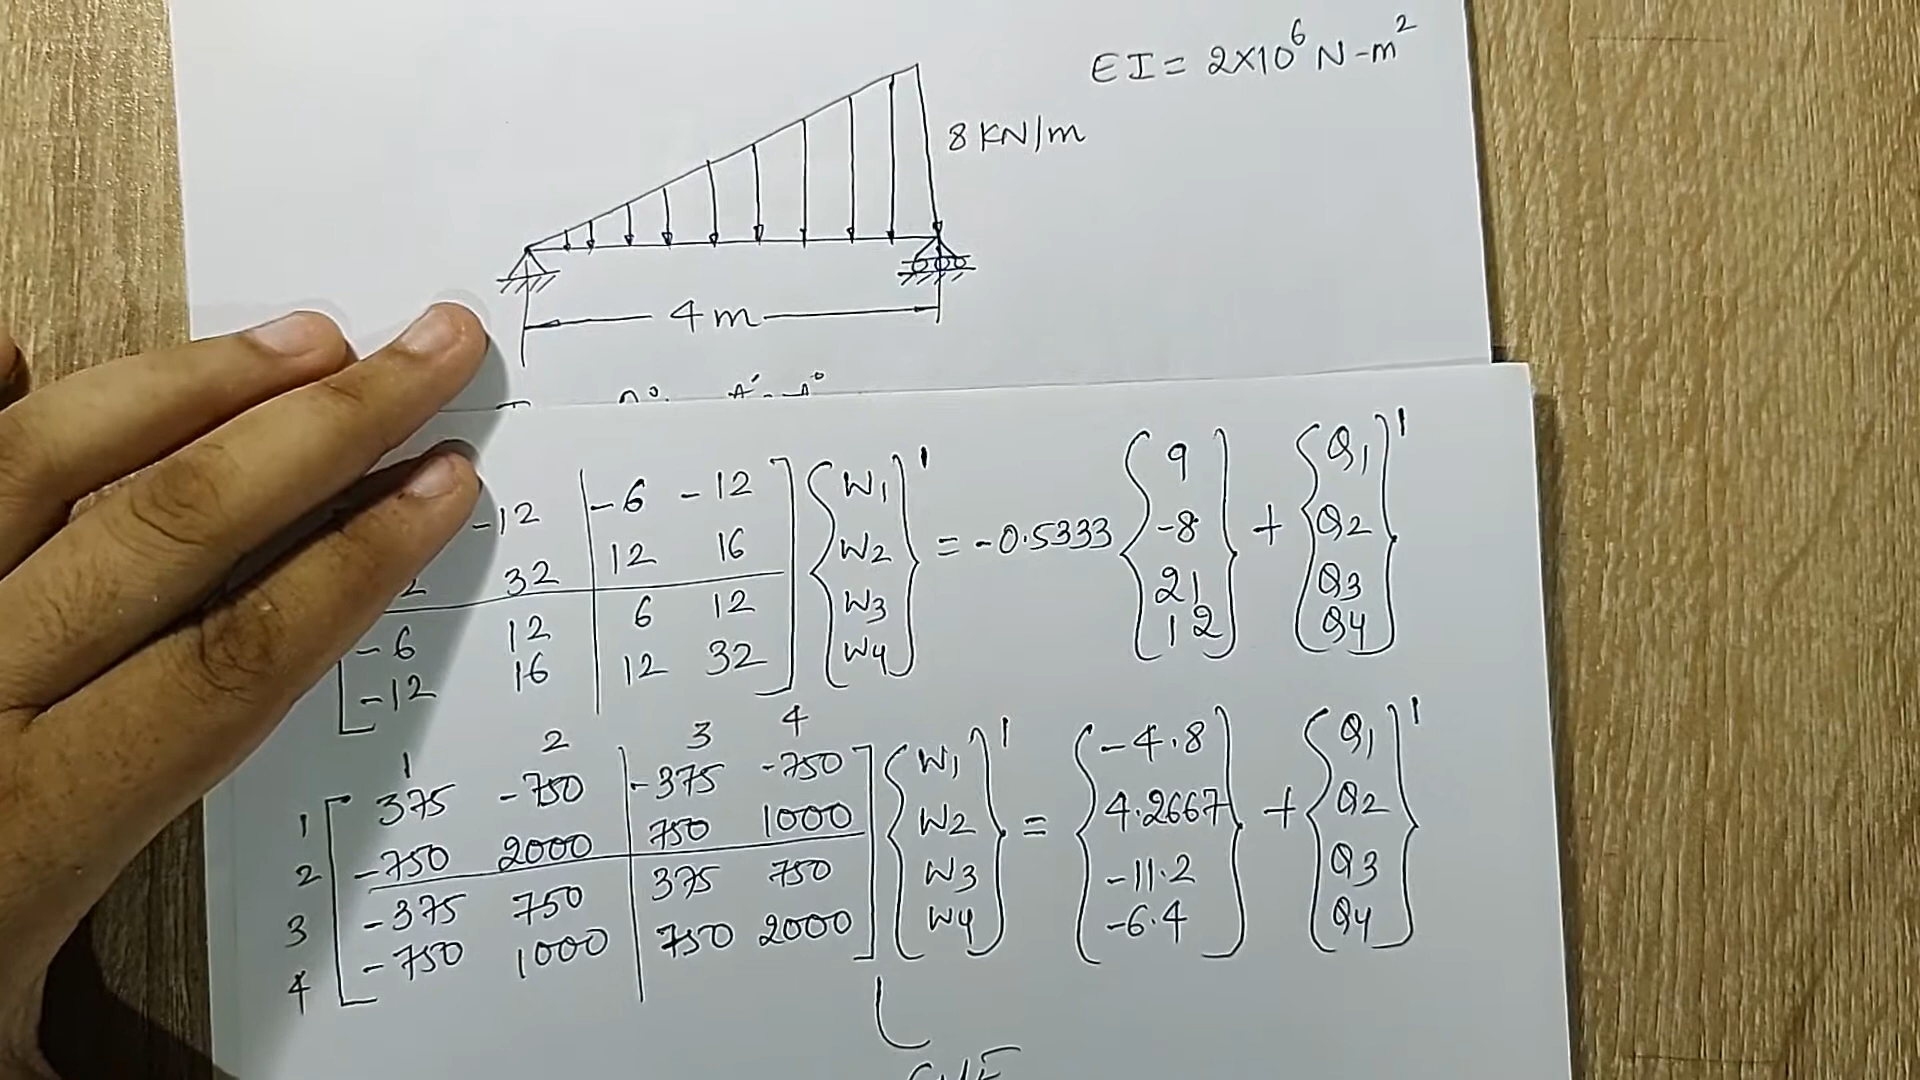 EI = 2×10⁶ N-m²
8 KN/m
4 m
-12 | -6 -12 ] { W1 }' = -0.5333 { 9 } + { Q1 }'
2 32 | 12 16 W2 -8 Q2
-6 12 | 6 12 W3 21 Q3
-12 16 | 12 32 W4 12 Q4
1 2 3 4
1 [ 375 -750 | -375 -750 ] { W1 }' = { -4.8 } + { Q1 }'
2 -750 2000 | 750 1000 W2 4.2667 Q2
3 -375 750 | 375 750 W3 -11.2 Q3
4 -750 1000 | 750 2000 W4 -6.4 Q4